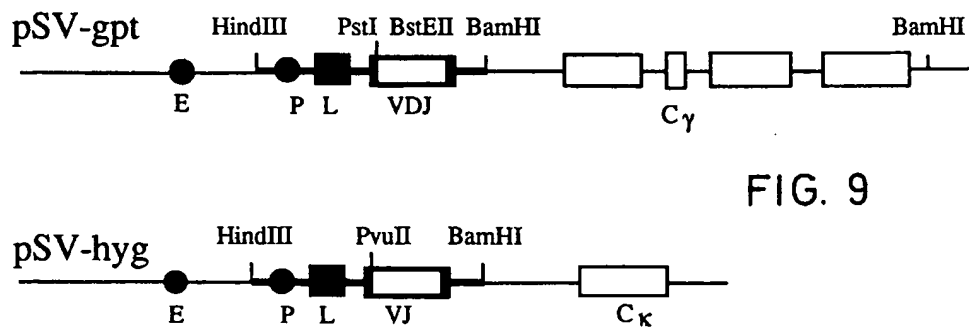 pSV-gpt
HindIII PstI BstEII BamHI BamHI
E P L VDJ Cγ
FIG. 9
pSV-hyg
HindIII PvuII BamHI
E P L VJ Cκ